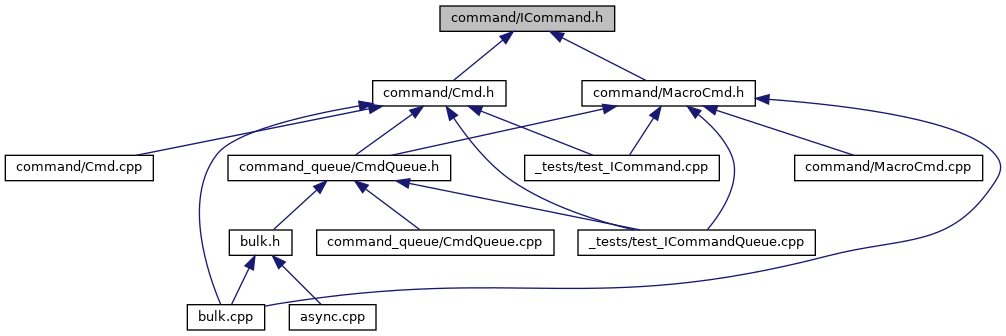 command/ICommand.h
command/Cmd.h
command/MacroCmd.h
command/Cmd.cpp
command_queue/CmdQueue.h
_tests/test_ICommand.cpp
command/MacroCmd.cpp
bulk.h
command_queue/CmdQueue.cpp
_tests/test_ICommandQueue.cpp
bulk.cpp
async.cpp